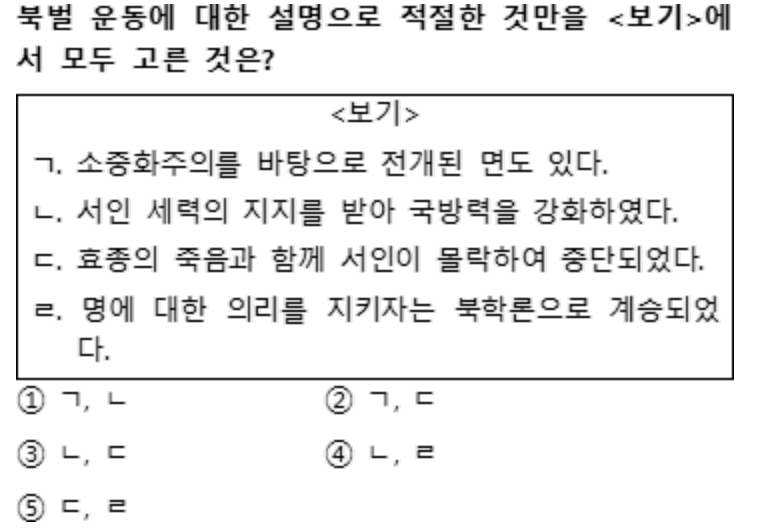 북벌 운동에 대한 설명으로 적절한 것만을 <보기>에
서 모두 고른 것은?
<보기>
ㄱ. 소중화주의를 바탕으로 전개된 면도 있다.
ㄴ. 서인 세력의 지지를 받아 국방력을 강화하였다.
ㄷ. 효종의 죽음과 함께 서인이 몰락하여 중단되었다.
ㄹ. 명에 대한 의리를 지키자는 북학론으로 계승되었
다.
① ㄱ, ㄴ ② ㄱ, ㄷ
③ ㄴ, ㄷ ④ ㄴ, ㄹ
⑤ ㄷ, ㄹ